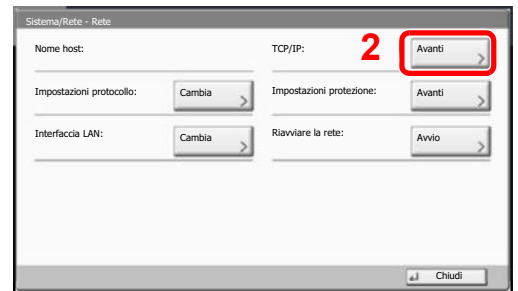 Sistema/Rete - Rete
Nome host:
TCP/IP:
2
Avanti
Impostazioni protocollo:
Cambia
Impostazioni protezione:
Avanti
Interfaccia LAN:
Cambia
Riavviare la rete:
Avvio
Chiudi